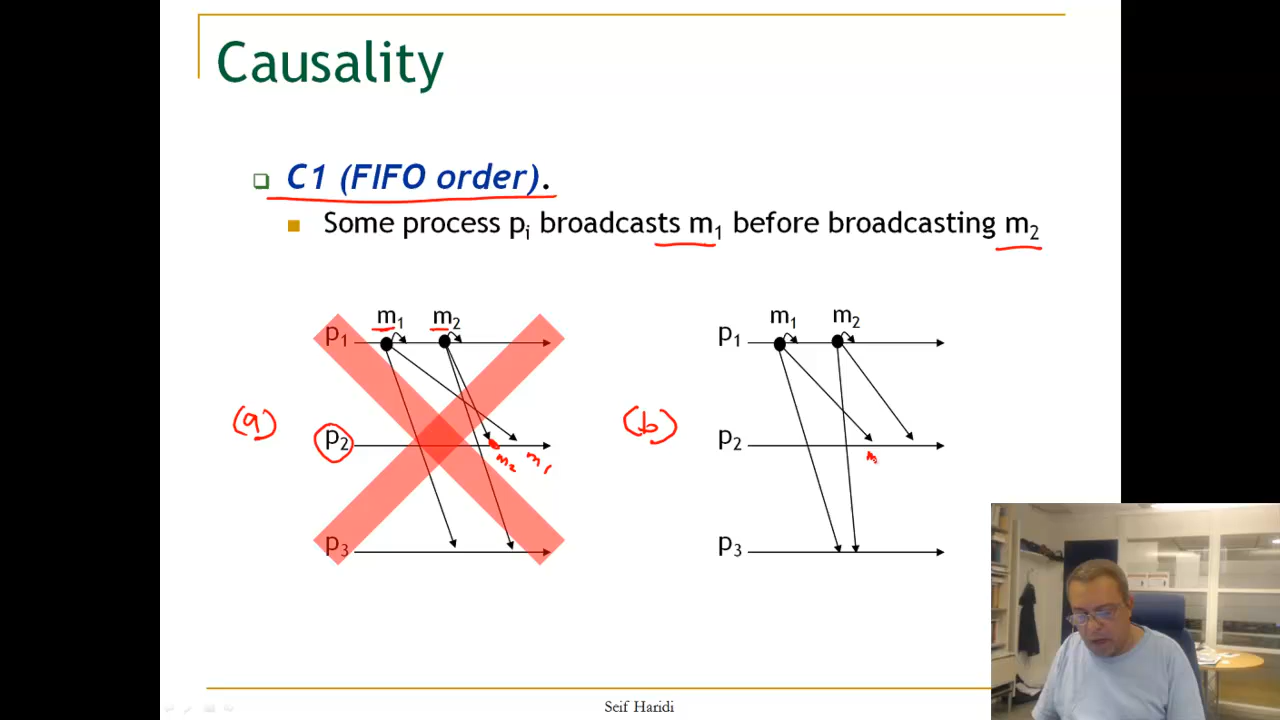 Causality
C1 (FIFO order).
Some process pi broadcasts m1 before broadcasting m2
m1 m2
p1
(a)
p2
m2 m1
p3
m1 m2
p1
(b)
p2
m
p3
Seif Haridi